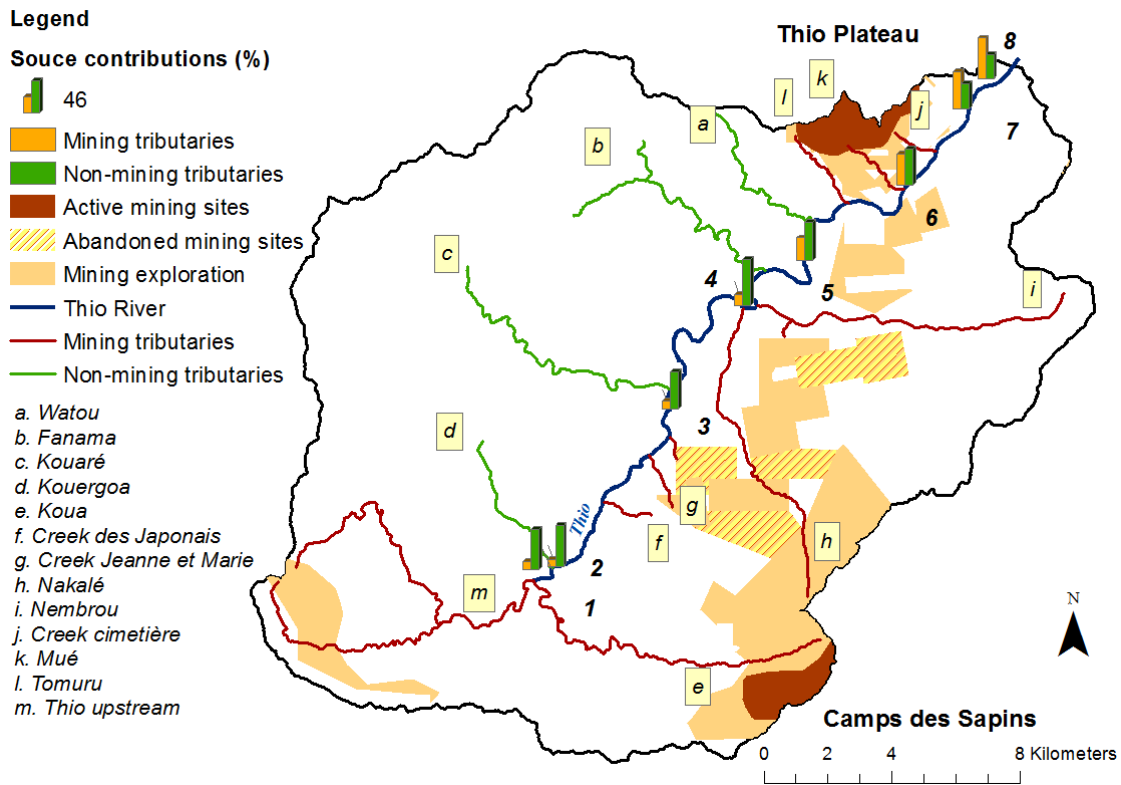 Legend
Souce contributions (%)
46
Mining tributaries
Non-mining tributaries
Active mining sites
Abandoned mining sites
Mining exploration
Thio River
Mining tributaries
Non-mining tributaries
a. Watou
b. Fanama
c. Kouaré
d. Kouergoa
e. Koua
f. Creek des Japonais
g. Creek Jeanne et Marie
h. Nakalé
i. Nembrou
j. Creek cimetière
k. Mué
l. Tomuru
m. Thio upstream
Thio Plateau
8
k
l
j
a
7
b
6
c
4
5
i
3
d
g
Thio
f
h
2
m
1
e
N
Camps des Sapins
0 2 4 8 Kilometers